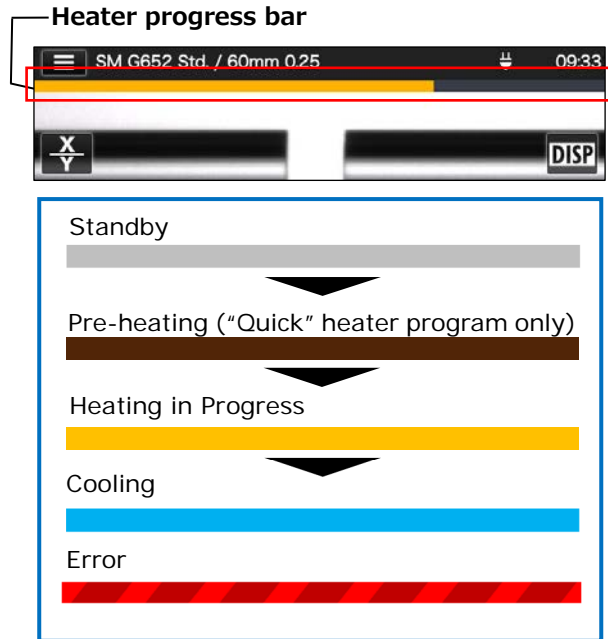 Heater progress bar
SM G652 Std. / 60mm 0.25 09:33
X
Y
DISP
Standby
Pre-heating ("Quick" heater program only)
Heating in Progress
Cooling
Error